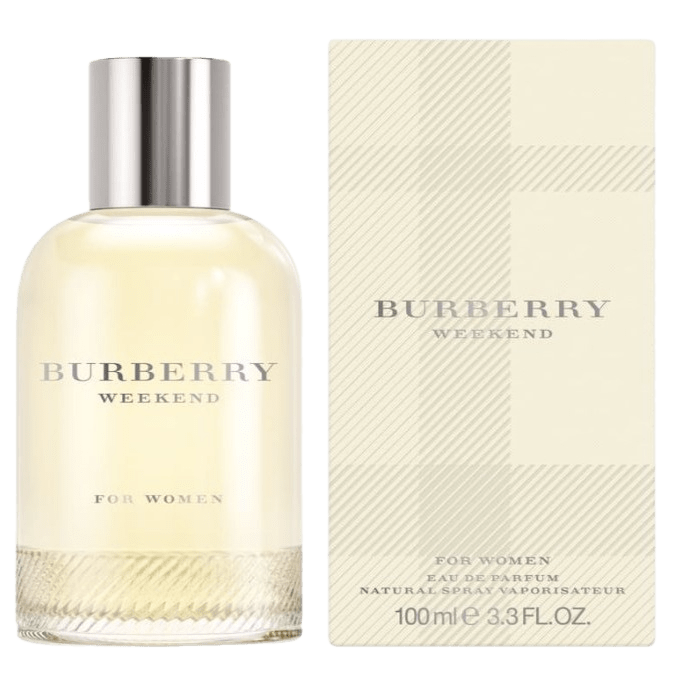 BURBERRY
WEEKEND
FOR WOMEN
BURBERRY
WEEKEND
FOR WOMEN
EAU DE PARFUM
NATURAL SPRAY VAPORISATEUR
100 ml ℮ 3.3 FL.OZ.